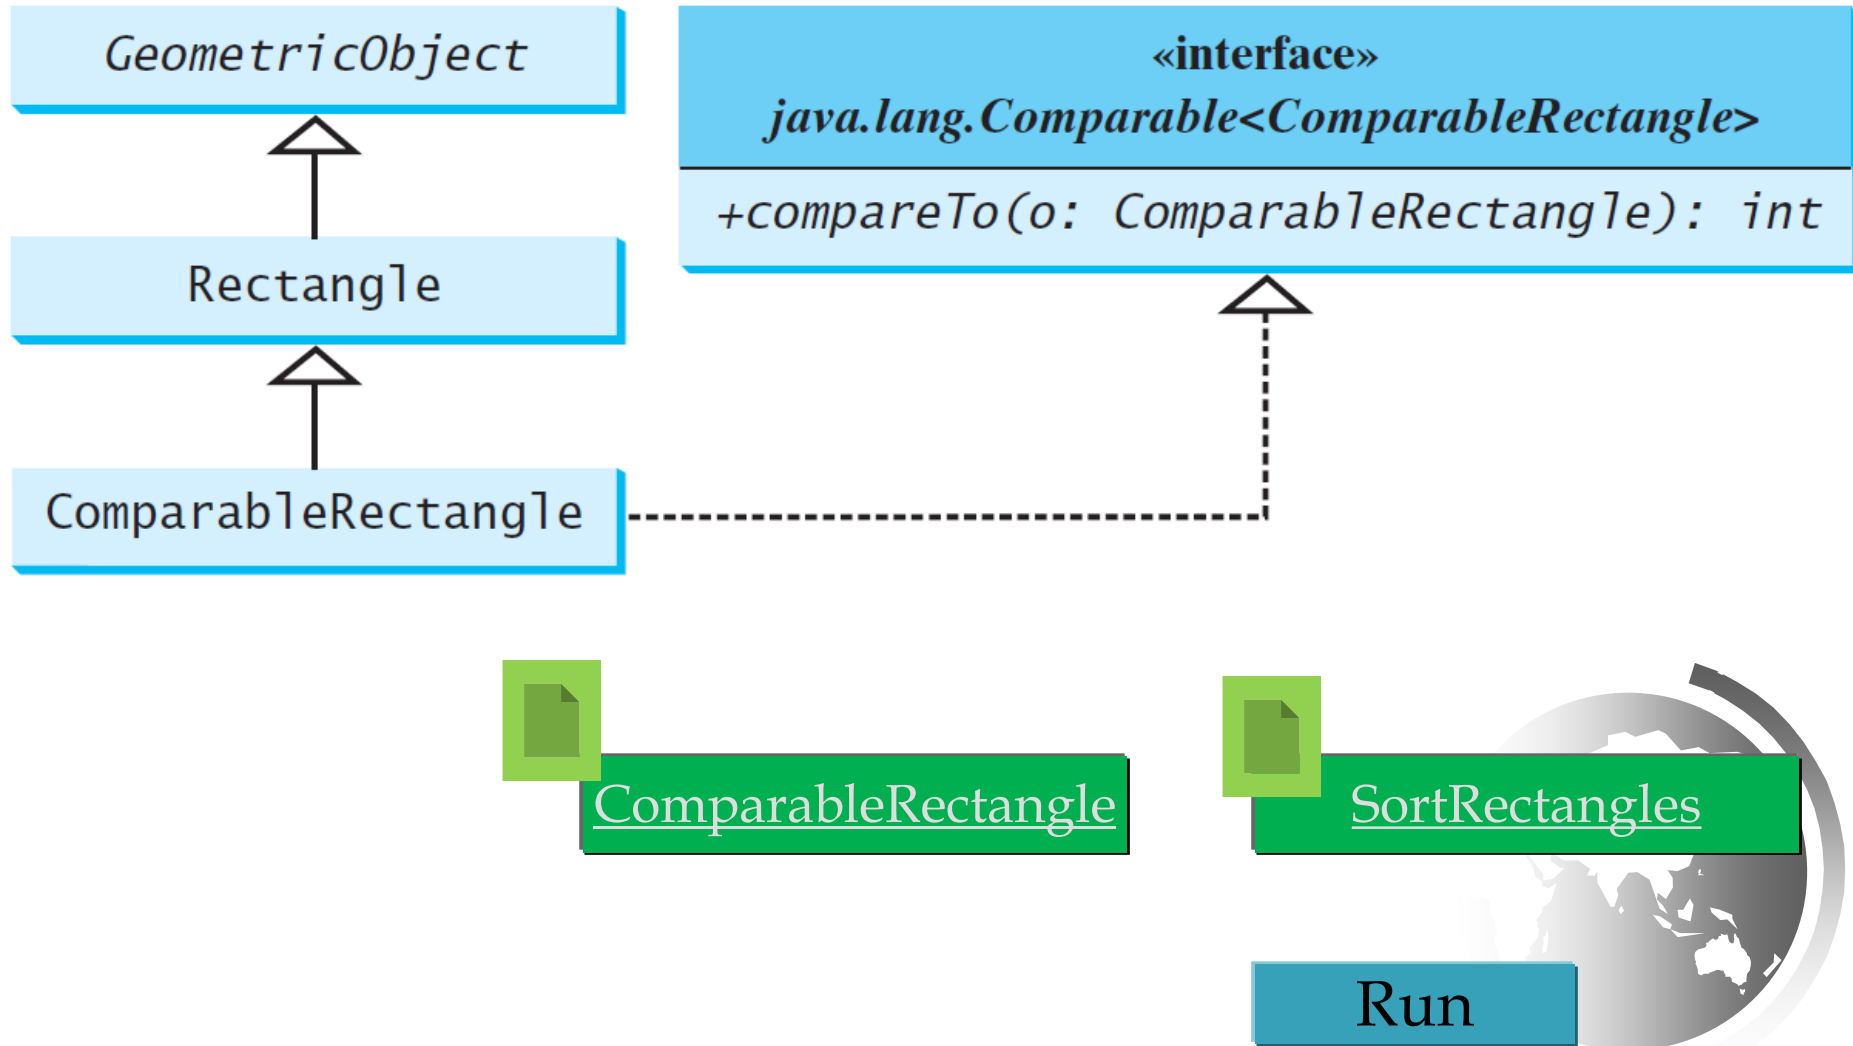 GeometricObject
«interface»
java.lang.Comparable<ComparableRectangle>
+compareTo(o: ComparableRectangle): int
Rectangle
ComparableRectangle
ComparableRectangle
SortRectangles
Run